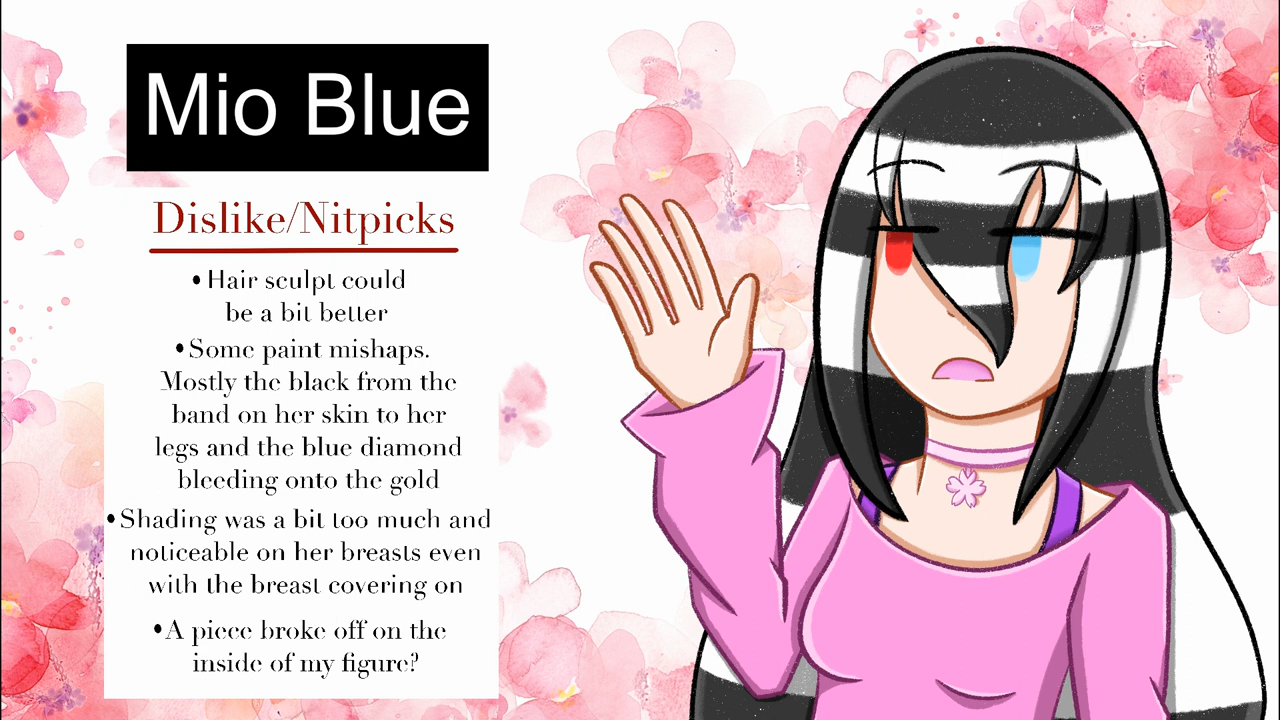 Mio Blue
Dislike/Nitpicks
•Hair sculpt could
be a bit better
•Some paint mishaps.
Mostly the black from the
band on her skin to her
legs and the blue diamond
bleeding onto the gold
•Shading was a bit too much and
noticeable on her breasts even
with the breast covering on
•A piece broke off on the
inside of my figure?